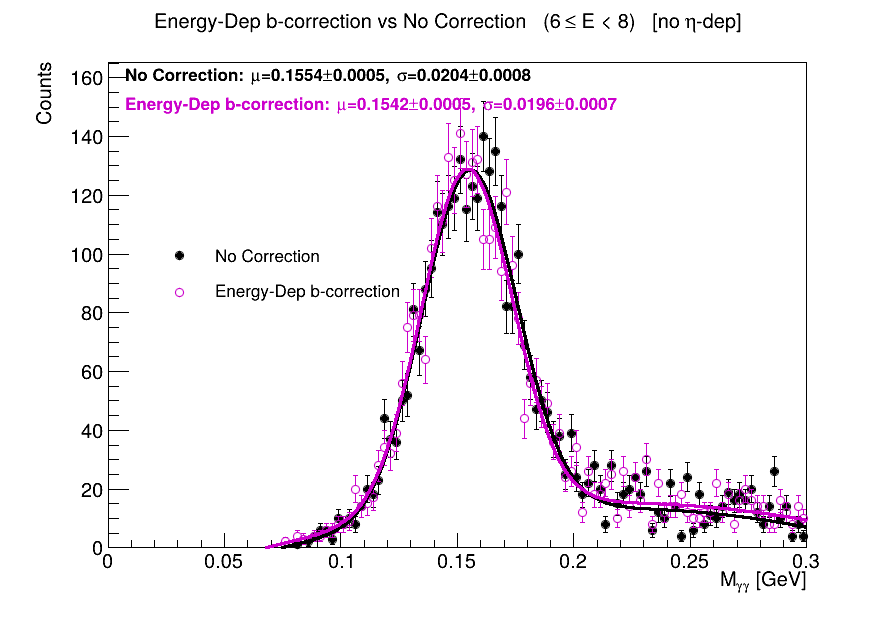 Energy-Dep b-correction vs No Correction (6 ≤ E < 8) [no η-dep]
Counts
No Correction: μ=0.1554±0.0005, σ=0.0204±0.0008
Energy-Dep b-correction: μ=0.1542±0.0005, σ=0.0196±0.0007
160
140
120
100
80
60
40
20
0
No Correction
Energy-Dep b-correction
0 0.05 0.1 0.15 0.2 0.25 0.3
Mγγ [GeV]